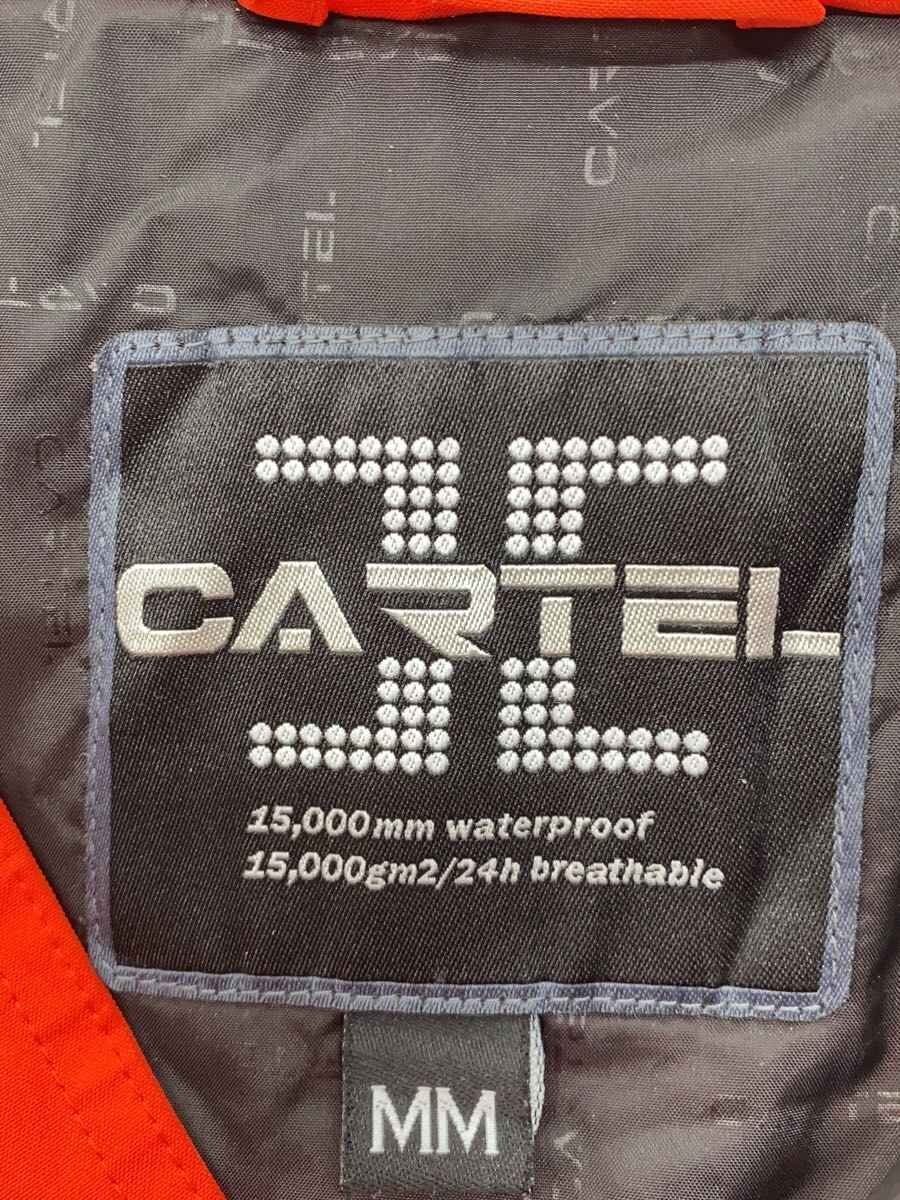 CARTEL
15,000mm waterproof
15,000gm2/24h breathable
MM